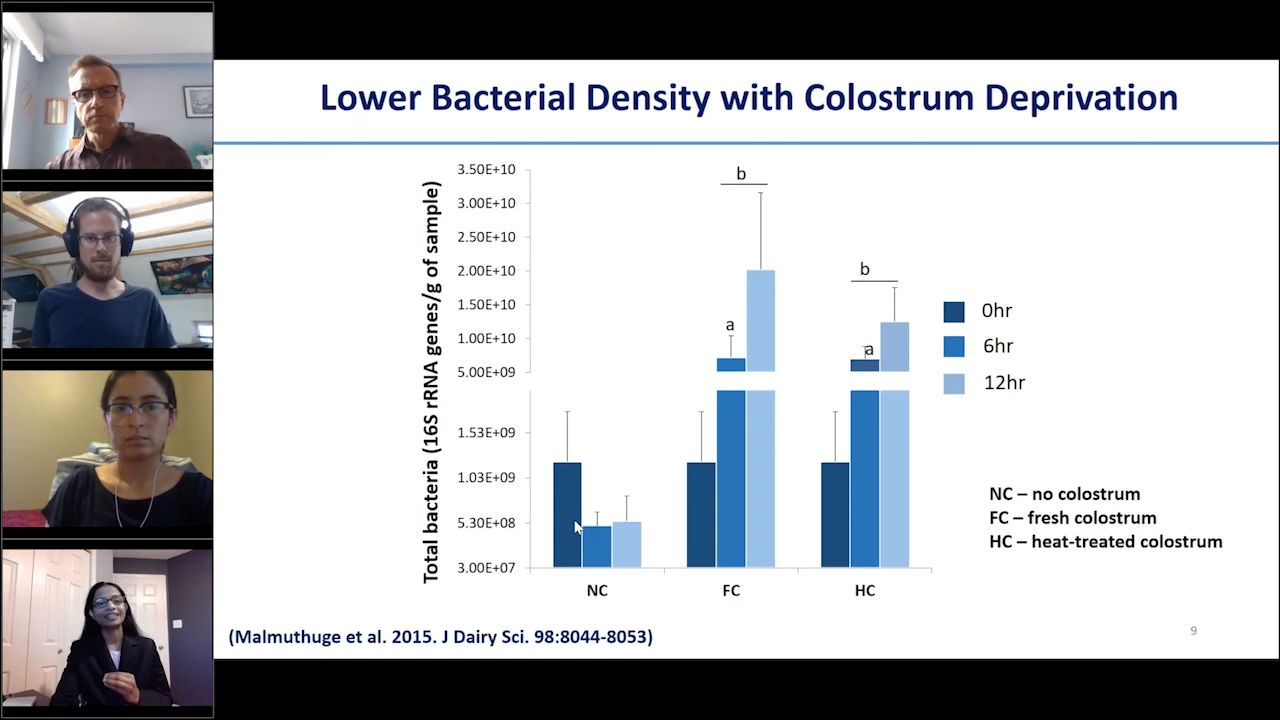 Lower Bacterial Density with Colostrum Deprivation
Total bacteria (16S rRNA genes/g of sample)
3.50E+10
3.00E+10
2.50E+10
2.00E+10
1.50E+10
1.00E+10
5.00E+09
1.53E+09
1.03E+09
5.30E+08
3.00E+07
b
a
b
a
NC
FC
HC
0hr
6hr
12hr
NC – no colostrum
FC – fresh colostrum
HC – heat-treated colostrum
(Malmuthuge et al. 2015. J Dairy Sci. 98:8044-8053)
9